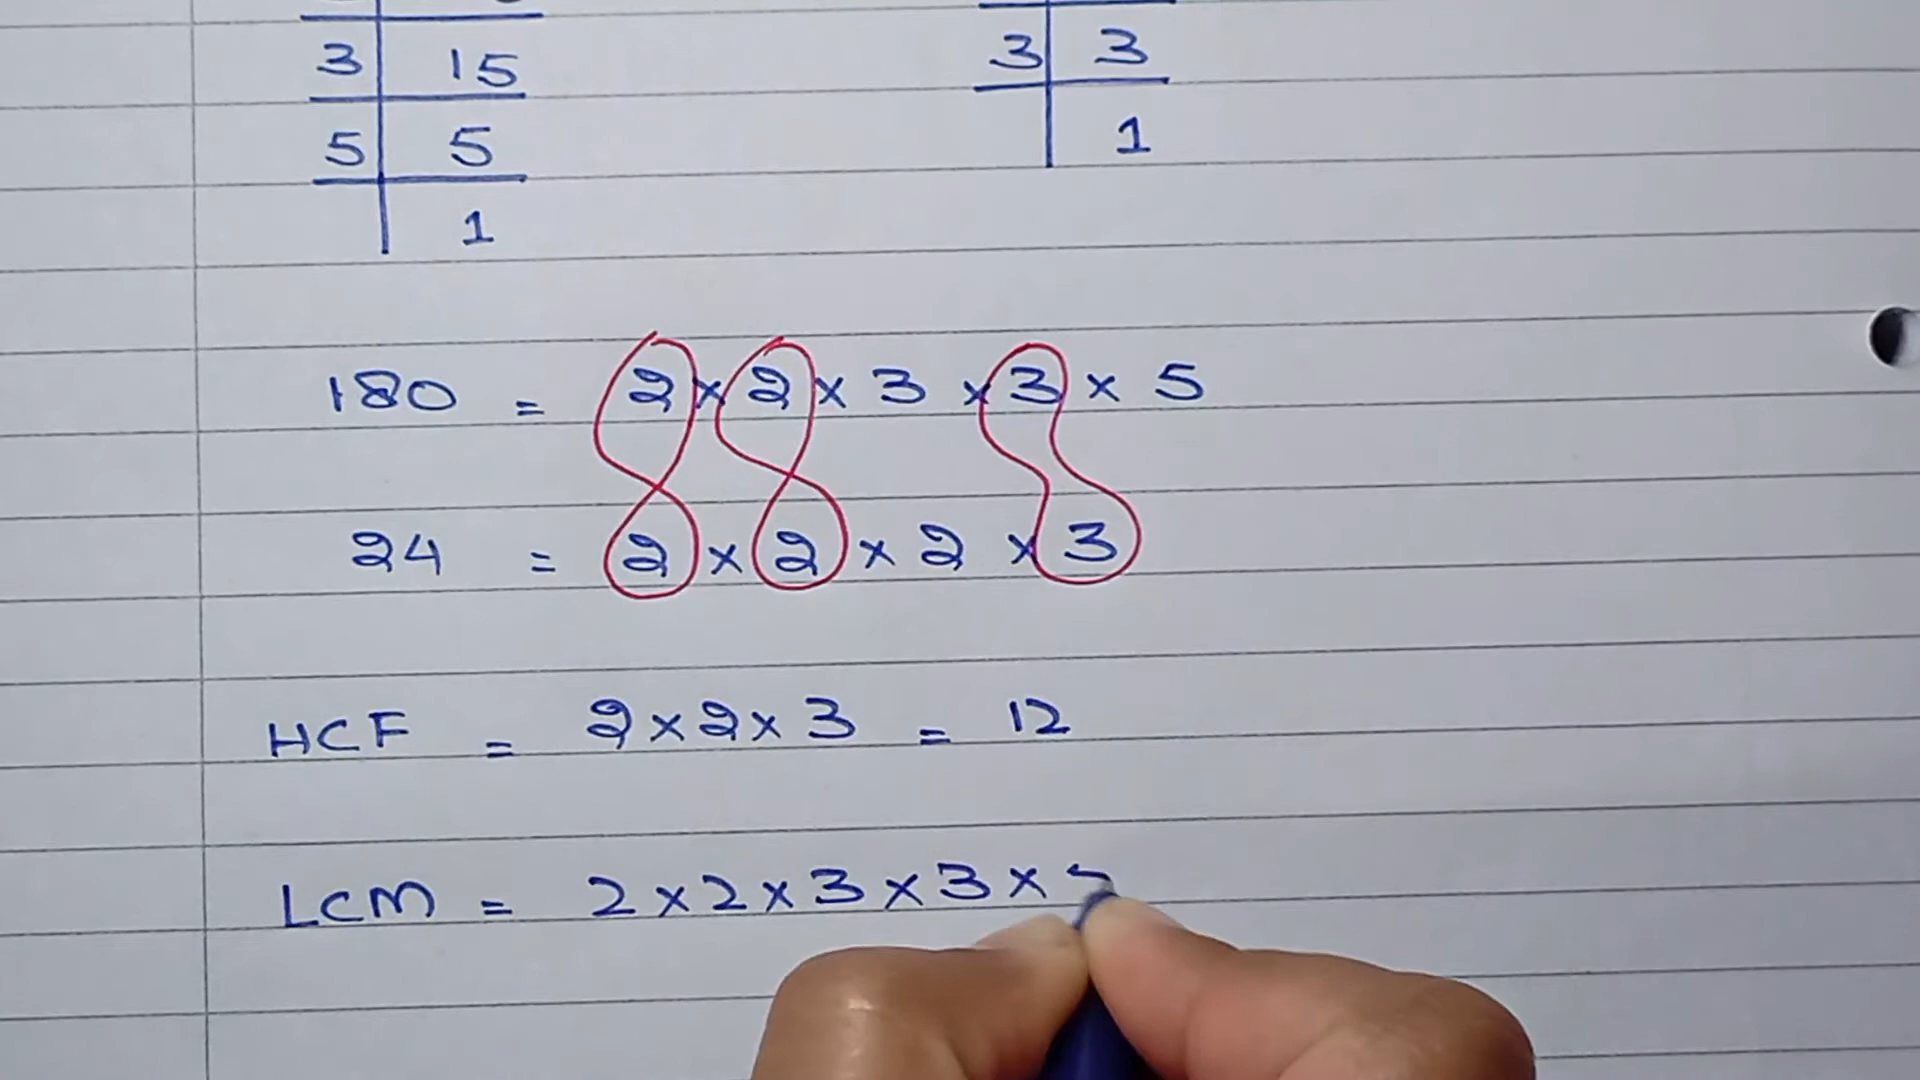 3 | 15
3 | 3
5 | 5
1
1
180 = 2 × 2 × 3 × 3 × 5
24 = 2 × 2 × 2 × 3
HCF = 2 × 2 × 3 = 12
LCM = 2 × 2 × 3 × 3 ×